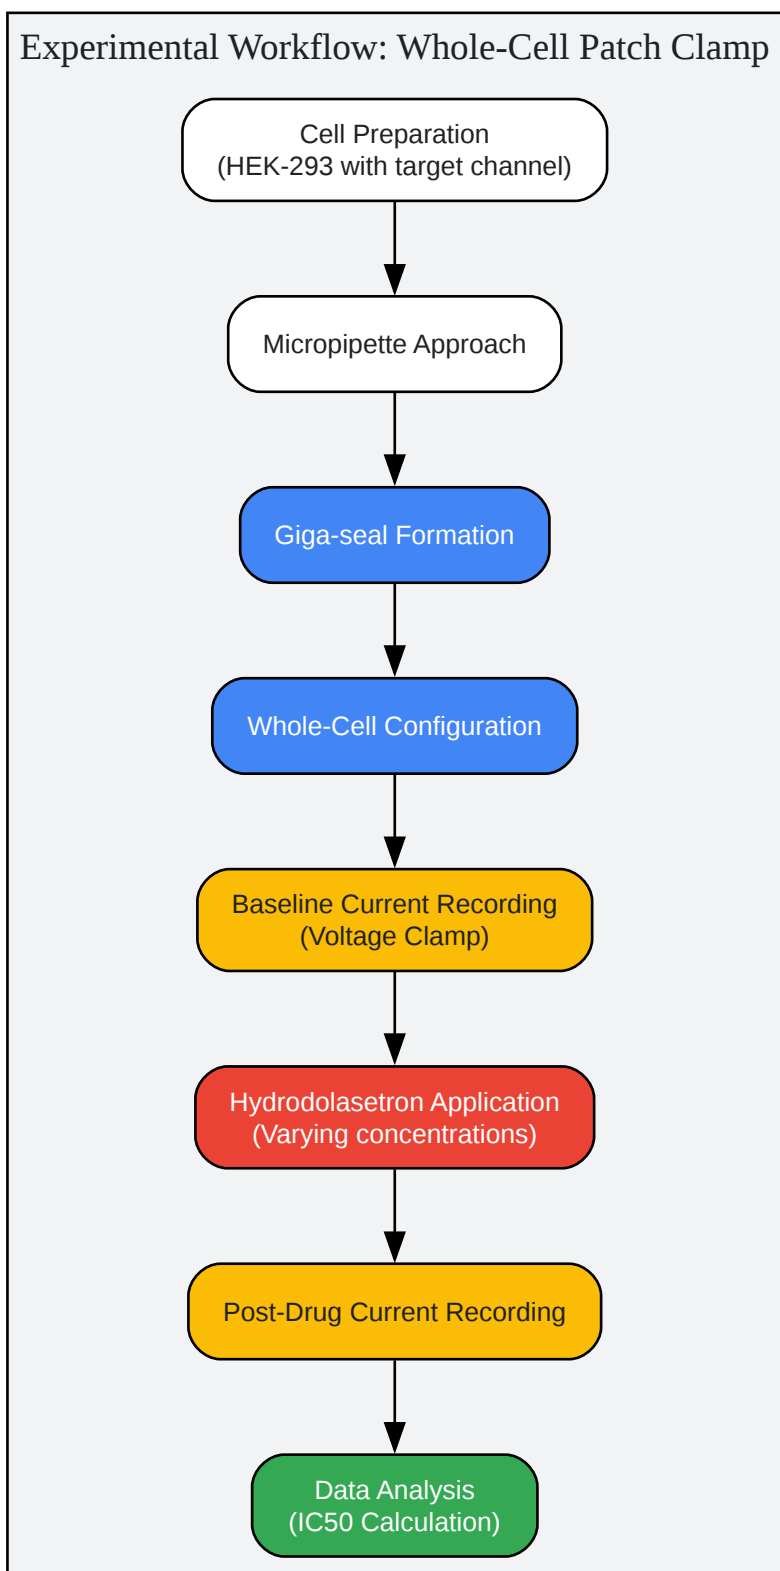 Experimental Workflow: Whole-Cell Patch Clamp
Cell Preparation
(HEK-293 with target channel)
Micropipette Approach
Giga-seal Formation
Whole-Cell Configuration
Baseline Current Recording
(Voltage Clamp)
Hydrodolasetron Application
(Varying concentrations)
Post-Drug Current Recording
Data Analysis
(IC50 Calculation)